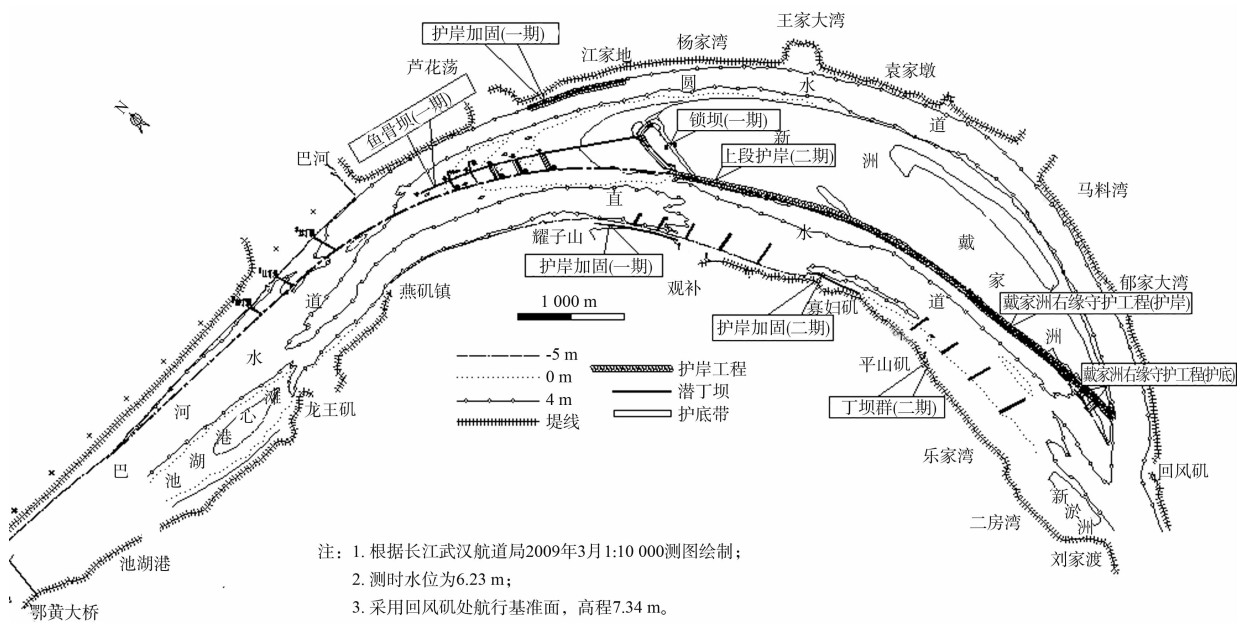 护岸加固(一期)
王家大湾
杨家湾
江家地
芦花荡
袁家墩
圆水道
N
鱼骨坝(一期)
锁坝(一期)
新洲
上段护岸(二期)
巴河
马料湾
直水道
耀子山
戴家洲
护岸加固(一期)
观补
燕矶镇
郁家大湾
1 000 m
寡妇矶
戴家洲右缘守护工程(护岸)
护岸加固(二期)
-5 m
护岸工程
平山矶
0 m
潜丁坝
戴家洲右缘守护工程(护底)
4 m
护底带
丁坝群(二期)
堤线
龙王矶
巴河水道
池湖港心滩
乐家湾
回风矶
新淤洲
二房湾
刘家渡
池湖港
鄂黄大桥
注：1. 根据长江武汉航道局2009年3月1:10 000测图绘制；
2. 测时水位为6.23 m；
3. 采用回风矶处航行基准面，高程7.34 m。